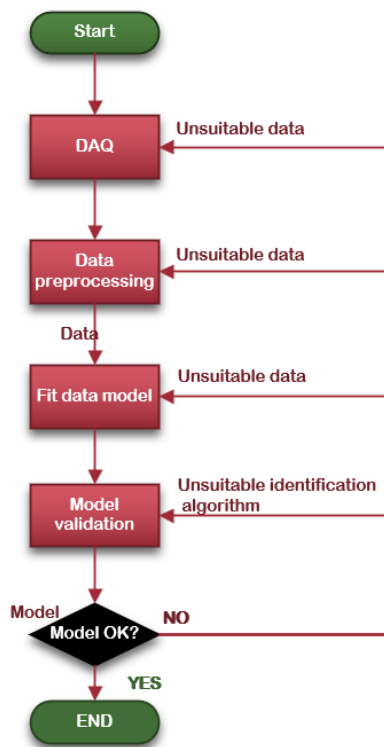 Start
Unsuitable data
DAQ
Unsuitable data
Data
preprocessing
Data
Unsuitable data
Fit data model
Unsuitable identification
algorithm
Model
validation
Model
NO
Model OK?
YES
END